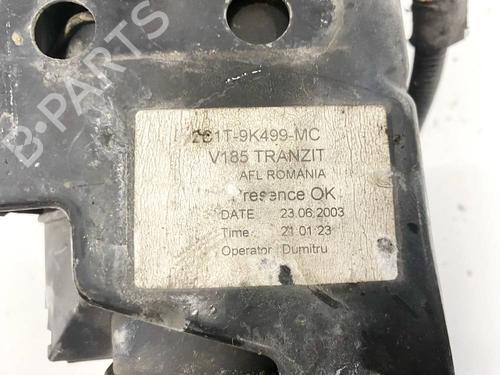 B-PARTS
2C1T-9K499-MC
V185 TRANZIT
AFL ROMANIA
Presence OK
DATE 23.06.2003
Time 21 01 23
Operator Dumitru